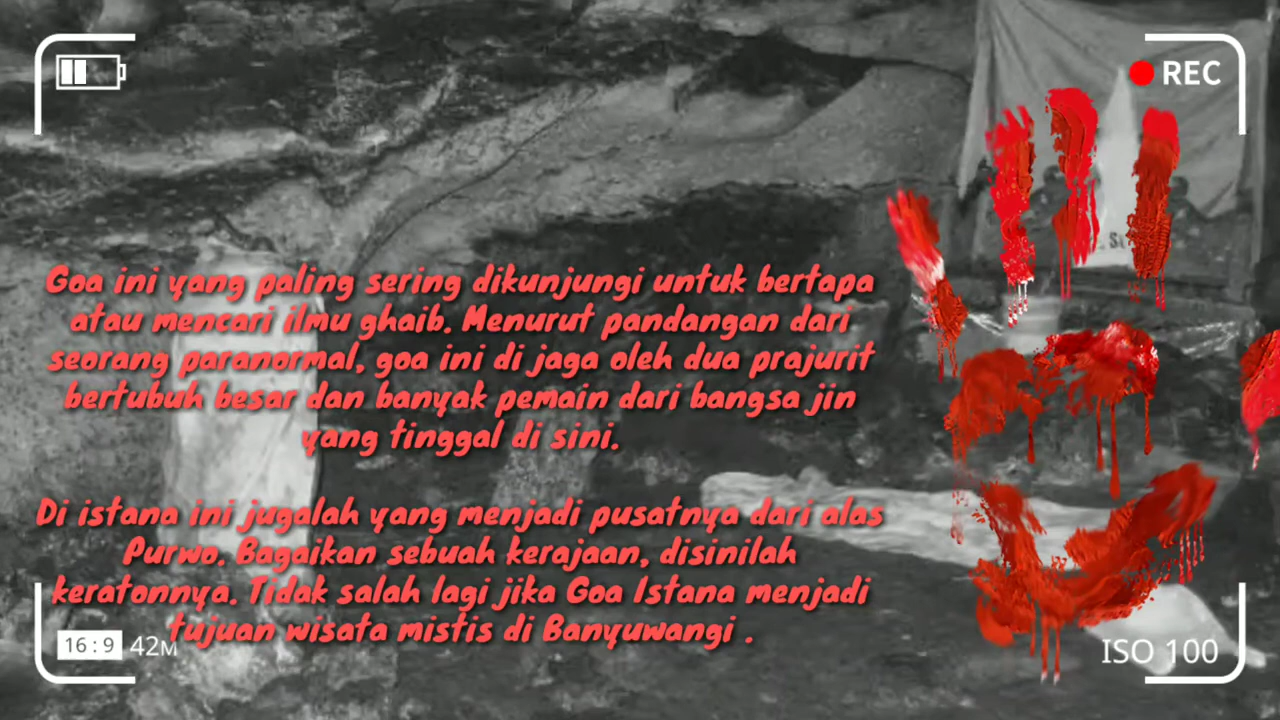 REC
Goa ini yang paling sering dikunjungi untuk bertapa
atau mencari ilmu ghaib. Menurut pandangan dari
seorang paranormal, goa ini di jaga oleh dua prajurit
bertubuh besar dan banyak pemain dari bangsa jin
yang tinggal di sini.
Di istana ini jugalah yang menjadi pusatnya dari alas
Purwo. Bagaikan sebuah kerajaan, disinilah
keratonnya. Tidak salah lagi jika Goa Istana menjadi
tujuan wisata mistis di Banyuwangi .
16:9 42M
ISO 100